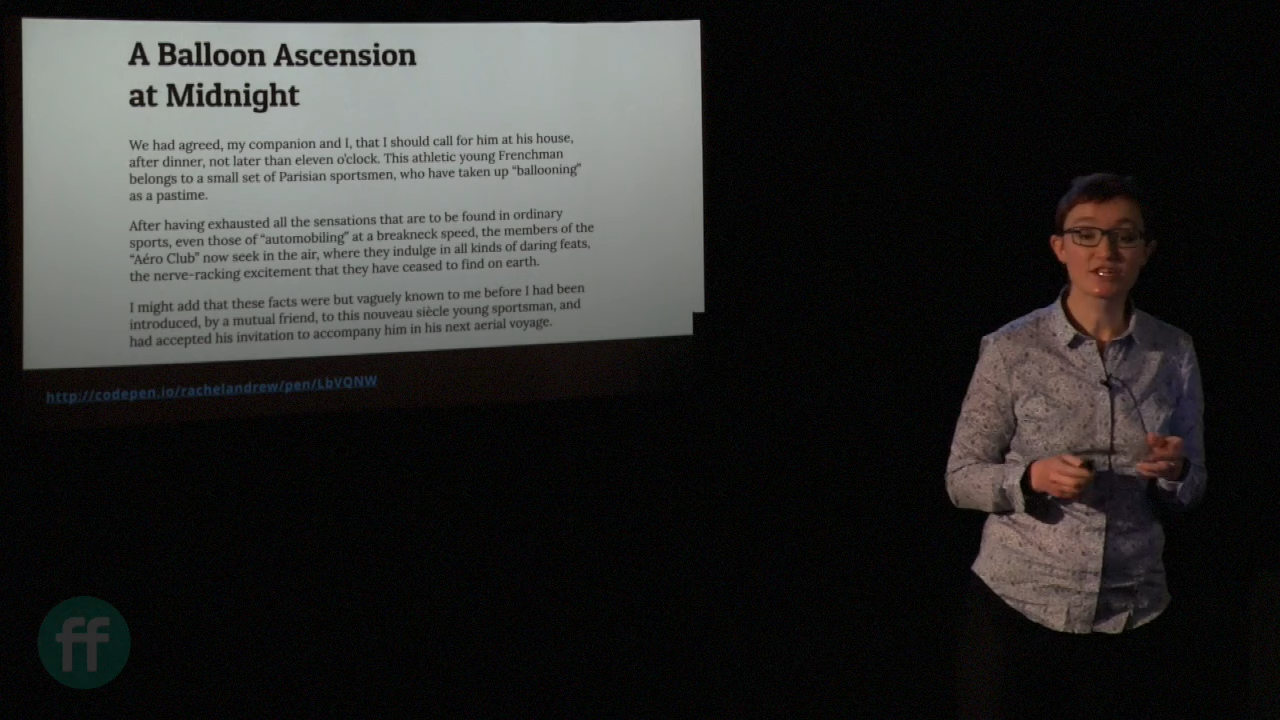 A Balloon Ascension
at Midnight
We had agreed, my companion and I, that I should call for him at his house,
after dinner, not later than eleven o'clock. This athletic young Frenchman
belongs to a small set of Parisian sportsmen, who have taken up “ballooning”
as a pastime.
After having exhausted all the sensations that are to be found in ordinary
sports, even those of “automobiling” at a breakneck speed, the members of the
“Aéro Club” now seek in the air, where they indulge in all kinds of daring feats,
the nerve-racking excitement that they have ceased to find on earth.
I might add that these facts were but vaguely known to me before I had been
introduced, by a mutual friend, to this nouveau siècle young sportsman, and
had accepted his invitation to accompany him in his next aerial voyage.
http://codepen.io/rachelandrew/pen/LbVQNW
ff